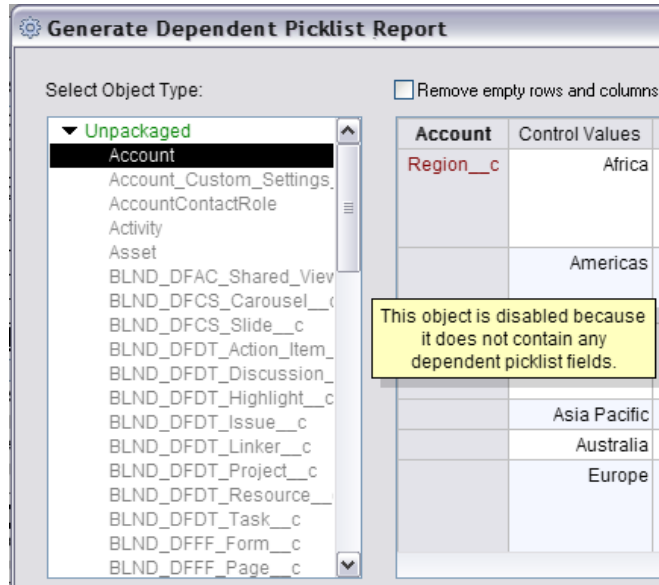 Generate Dependent Picklist Report
Select Object Type:
Remove empty rows and columns
Unpackaged
Account
Account_Custom_Settings_
AccountContactRole
Activity
Asset
BLND_DFAC_Shared_View
BLND_DFCS_Carousel__c
BLND_DFCS_Slide__c
BLND_DFDT_Action_Item_
BLND_DFDT_Discussion_
BLND_DFDT_Highlight__c
BLND_DFDT_Issue__c
BLND_DFDT_Linker__c
BLND_DFDT_Project__c
BLND_DFDT_Resource__
BLND_DFDT_Task__c
BLND_DFFF_Form__c
BLND_DFFF_Page__c
Account Control Values
Region__c Africa
Americas
This object is disabled because
it does not contain any
dependent picklist fields.
Asia Pacific
Australia
Europe